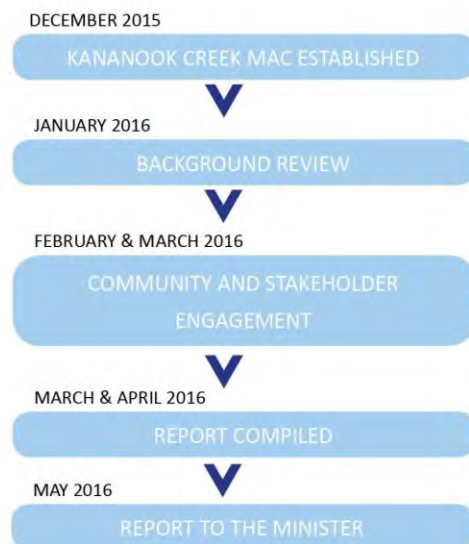 DECEMBER 2015
KANANOOK CREEK MAC ESTABLISHED
JANUARY 2016
BACKGROUND REVIEW
FEBRUARY & MARCH 2016
COMMUNITY AND STAKEHOLDER
ENGAGEMENT
MARCH & APRIL 2016
REPORT COMPILED
MAY 2016
REPORT TO THE MINISTER